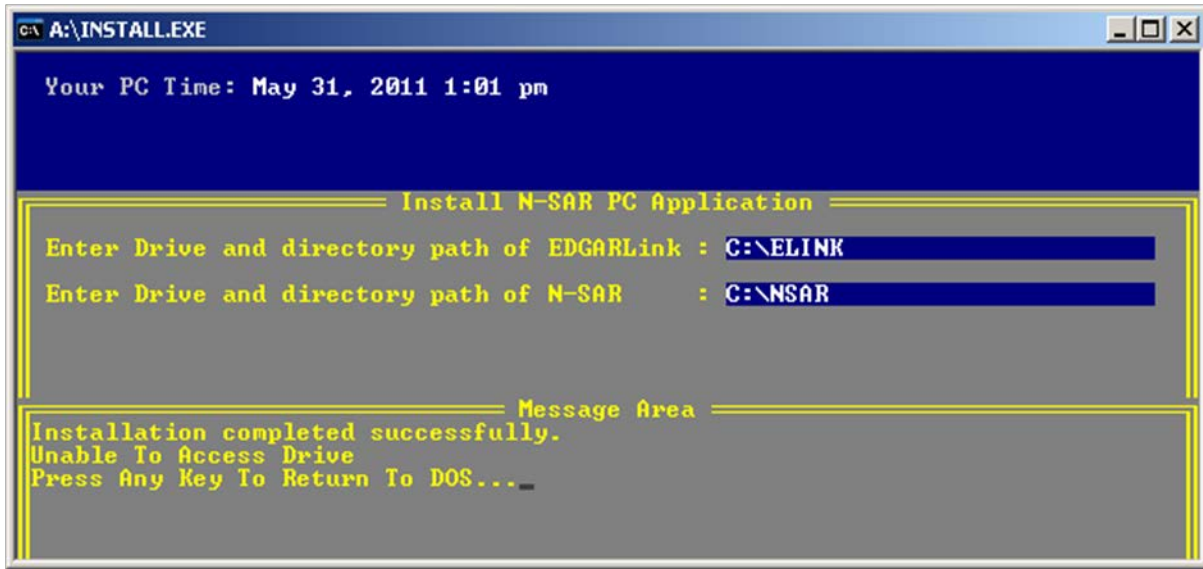 A:\INSTALL.EXE
Your PC Time: May 31, 2011 1:01 pm
Install N-SAR PC Application
Enter Drive and directory path of EDGARLink : C:\ELINK
Enter Drive and directory path of N-SAR : C:\NSAR
Message Area
Installation completed successfully.
Unable To Access Drive
Press Any Key To Return To DOS..._